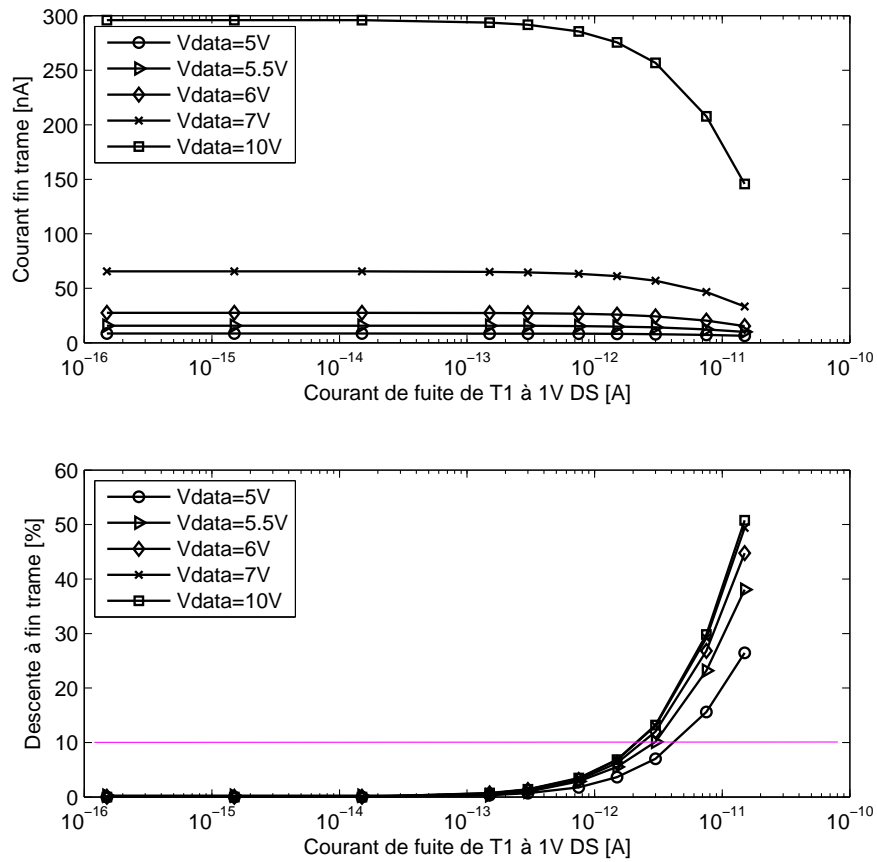 300
250
200
150
100
50
0
Courant fin trame [nA]
Vdata=5V
Vdata=5.5V
Vdata=6V
Vdata=7V
Vdata=10V
10⁻¹⁶ 10⁻¹⁵ 10⁻¹⁴ 10⁻¹³ 10⁻¹² 10⁻¹¹ 10⁻¹⁰
Courant de fuite de T1 à 1V DS [A]
60
50
40
30
20
10
0
Descente à fin trame [%]
Vdata=5V
Vdata=5.5V
Vdata=6V
Vdata=7V
Vdata=10V
10⁻¹⁶ 10⁻¹⁵ 10⁻¹⁴ 10⁻¹³ 10⁻¹² 10⁻¹¹ 10⁻¹⁰
Courant de fuite de T1 à 1V DS [A]